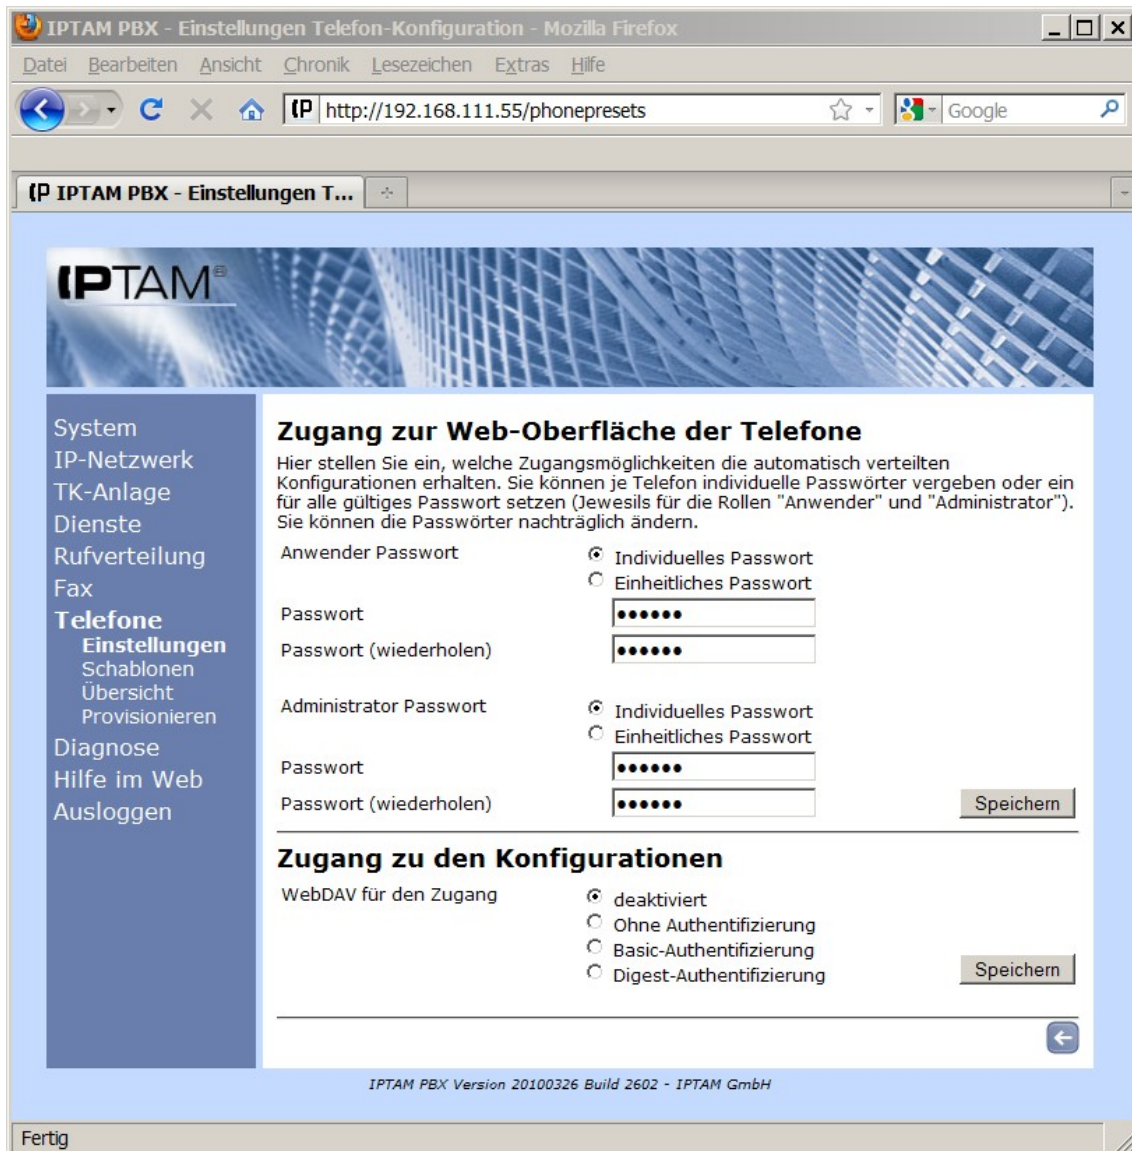 IPTAM PBX - Einstellungen Telefon-Konfiguration - Mozilla Firefox
Datei Bearbeiten Ansicht Chronik Lesezeichen Extras Hilfe
http://192.168.111.55/phonepresets
Google
IPTAM PBX - Einstellungen T...
IPTAM®
System
IP-Netzwerk
TK-Anlage
Dienste
Rufverteilung
Fax
Telefone
Einstellungen
Schablonen
Übersicht
Provisionieren
Diagnose
Hilfe im Web
Ausloggen
Zugang zur Web-Oberfläche der Telefone
Hier stellen Sie ein, welche Zugangsmöglichkeiten die automatisch verteilten
Konfigurationen erhalten. Sie können je Telefon individuelle Passwörter vergeben oder ein
für alle gültiges Passwort setzen (Jewesils für die Rollen "Anwender" und "Administrator").
Sie können die Passwörter nachträglich ändern.
Anwender Passwort
Individuelles Passwort
Einheitliches Passwort
Passwort ••••••
Passwort (wiederholen) ••••••
Administrator Passwort
Individuelles Passwort
Einheitliches Passwort
Passwort ••••••
Passwort (wiederholen) ••••••
Speichern
Zugang zu den Konfigurationen
WebDAV für den Zugang
deaktiviert
Ohne Authentifizierung
Basic-Authentifizierung
Digest-Authentifizierung
Speichern
IPTAM PBX Version 20100326 Build 2602 - IPTAM GmbH
Fertig